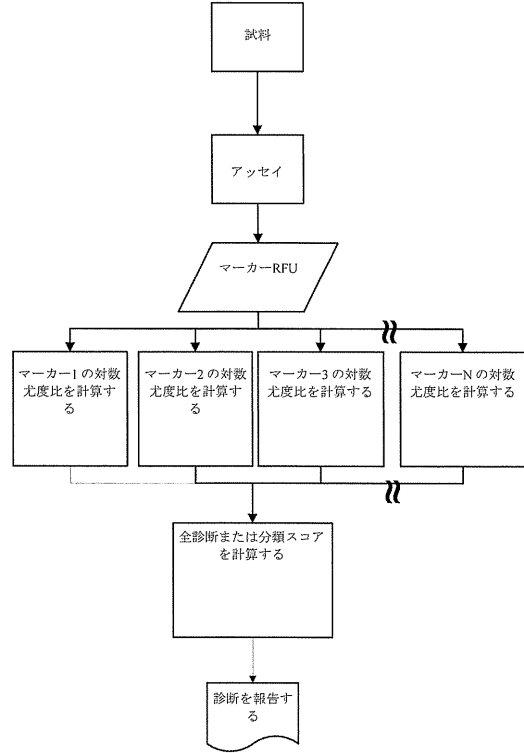 試料
アッセイ
マーカーRFU
マーカー1 の対数
尤度比を計算す
る
マーカー2 の対数
尤度比を計算す
る
マーカー3 の対数
尤度比を計算する
マーカーN の対数
尤度比を計算する
全診断または分類スコア
を計算する
診断を報告す
る